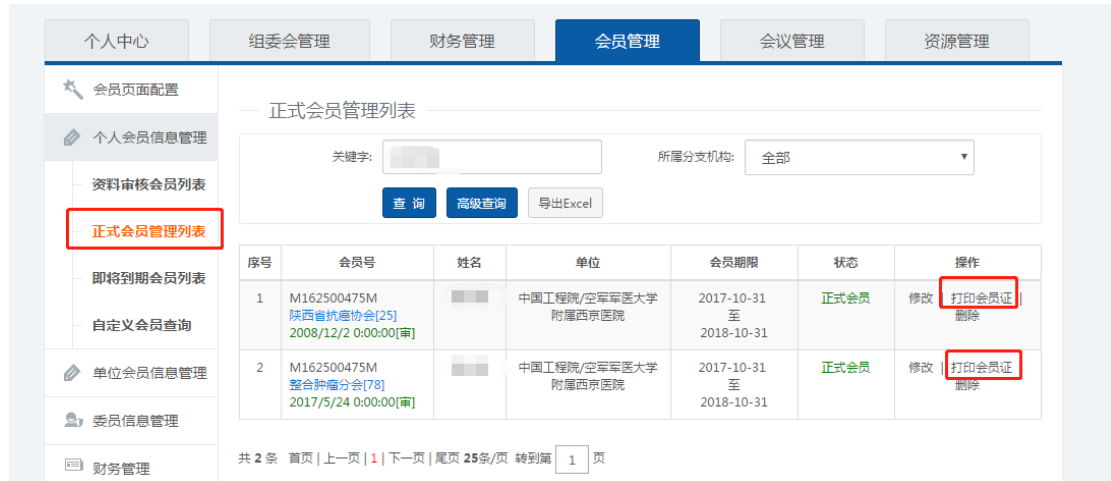 个人中心 组委会管理 财务管理 会员管理 会议管理 资源管理
会员页面配置
个人会员信息管理
资料审核会员列表
正式会员管理列表
即将到期会员列表
自定义会员查询
单位会员信息管理
委员信息管理
财务管理
正式会员管理列表
关键字: 所属分支机构: 全部
查 询 高级查询 导出Excel
序号 会员号 姓名 单位 会员期限 状态 操作
1 M162500475M 中国工程院/空军军医大学 2017-10-31 正式会员 修改 | 打印会员证 |
陕西省抗癌协会[25] 附属西京医院 至 删除
2008/12/2 0:00:00[审] 2018-10-31
2 M162500475M 中国工程院/空军军医大学 2017-10-31 正式会员 修改 | 打印会员证
整合肿瘤分会[78] 附属西京医院 至 删除
2017/5/24 0:00:00[审] 2018-10-31
共 2 条 首页 | 上一页 | 1 | 下一页 | 尾页 25条/页 转到第 1 页